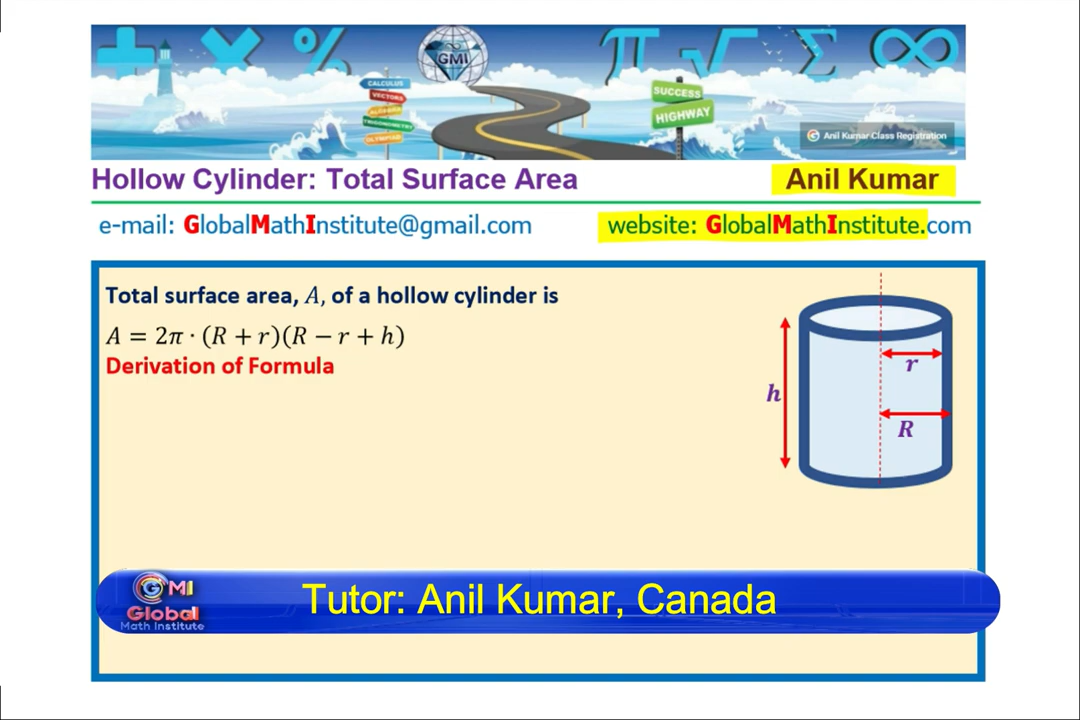 GMI
CALCULUS
VECTORS
ALGEBRA
TRIGONOMETRY
OLYMPIAD
SUCCESS
HIGHWAY
Anil Kumar Class Registration
Hollow Cylinder: Total Surface Area
Anil Kumar
e-mail: GlobalMathInstitute@gmail.com
website: GlobalMathInstitute.com
Total surface area, A, of a hollow cylinder is
A = 2π · (R + r)(R − r + h)
Derivation of Formula
r
h
R
GMI
Global
Math Institute
Tutor: Anil Kumar, Canada